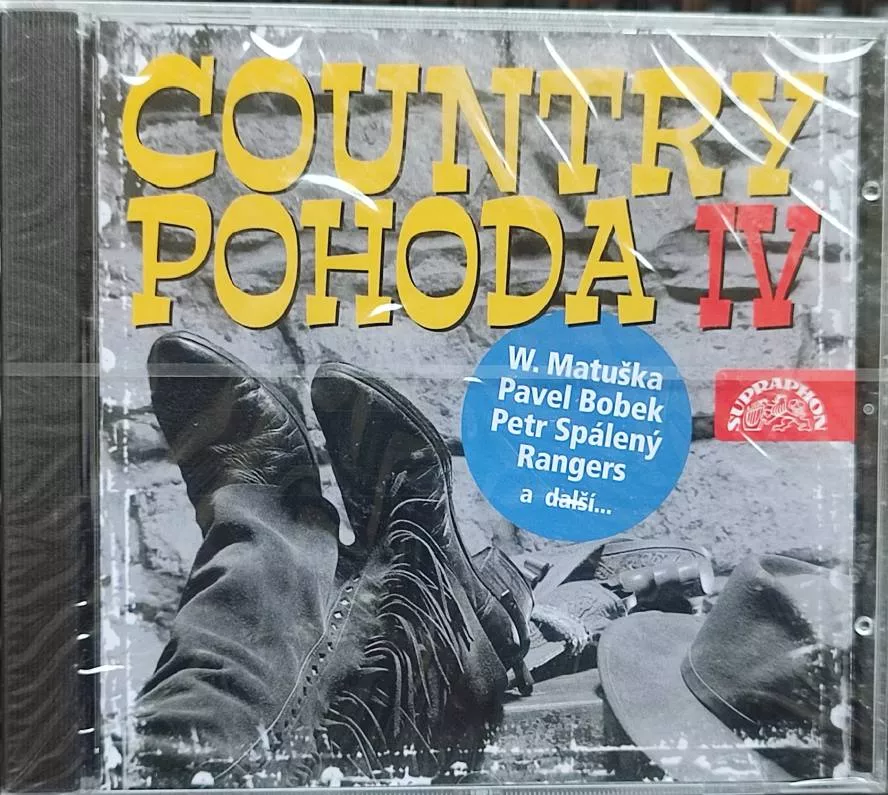 COUNTRY
POHODA IV
W. Matuška
Pavel Bobek
Petr Spálený
Rangers
a další...
SUPRAPHON